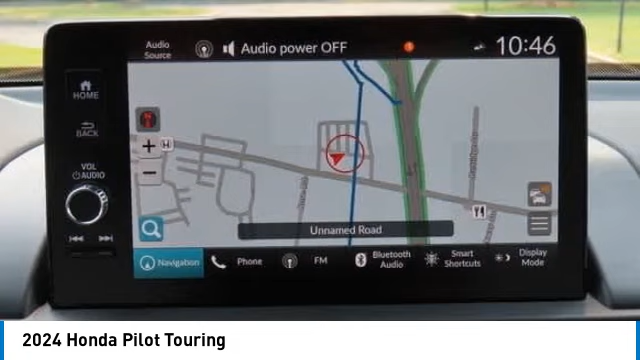 Audio Source
Audio power OFF
10:46
HOME
BACK
VOL
AUDIO
N
H
Unnamed Road
Navigation
Phone
FM
Bluetooth Audio
Smart Shortcuts
Display Mode
2024 Honda Pilot Touring